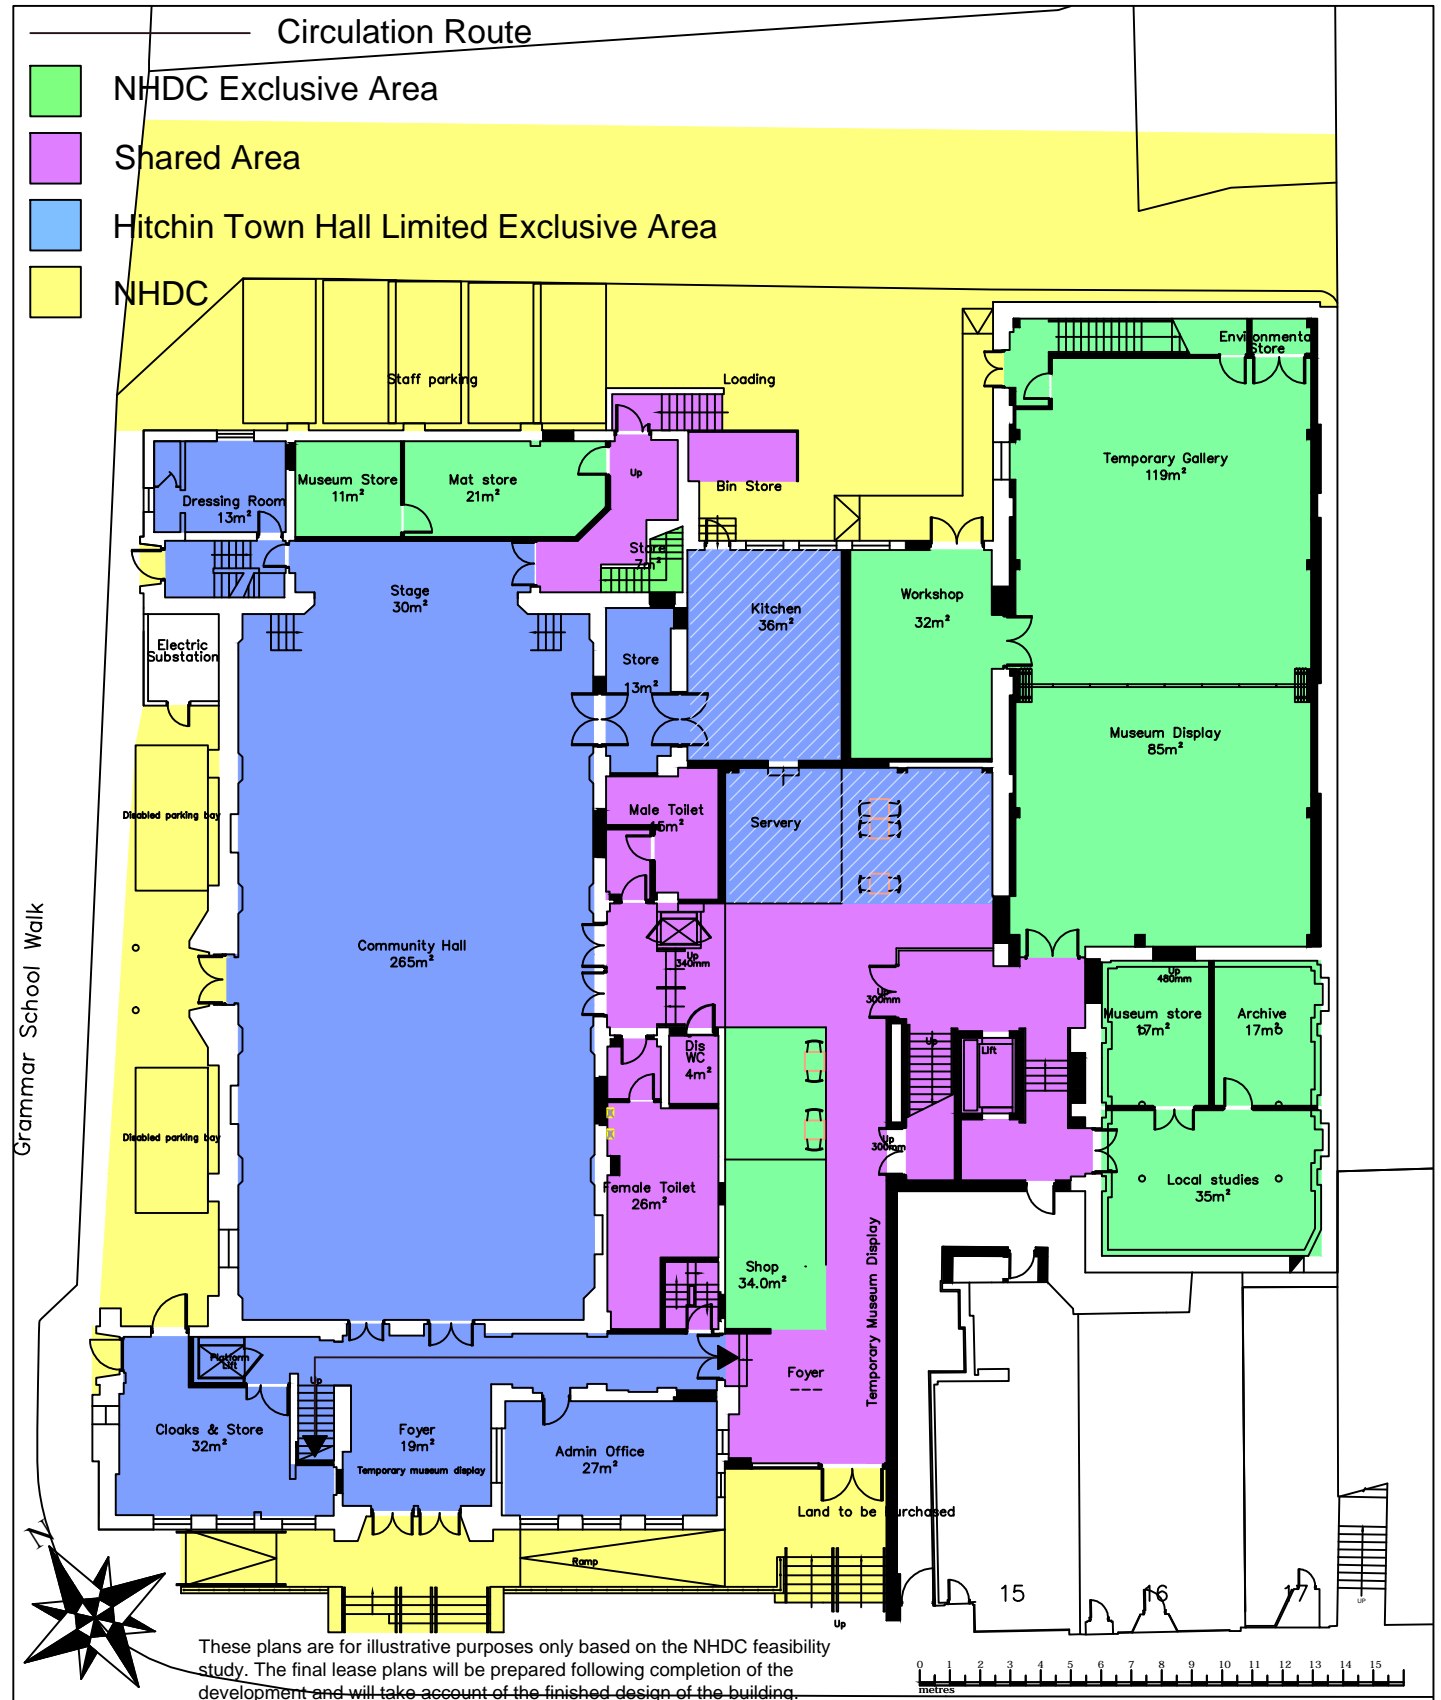 Circulation Route
NHDC Exclusive Area
Shared Area
Hitchin Town Hall Limited Exclusive Area
NHDC
Staff parking
Loading
Environmental
Store
Museum Store
11m²
Mat store
21m²
Up
Bin Store
Temporary Gallery
119m²
Dressing Room
13m²
Store
7m²
Stage
30m²
Kitchen
36m²
Workshop
32m²
Electric
Substation
Store
13m²
Museum Display
85m²
Disabled parking bay
Male Toilet
15m²
Servery
Grammar School Walk
Community Hall
265m²
Up
340mm
Up
300mm
Up
480mm
Museum store
17m²
Archive
17m²
Dis
WC
4m²
Up
Lift
Disabled parking bay
Up
300mm
Female Toilet
26m²
Local studies
35m²
Shop
34.0m²
Temporary Museum Display
Platform
Lift
Up
Foyer
Cloaks & Store
32m²
Foyer
19m²
Temporary museum display
Admin Office
27m²
Land to be Purchased
N
Ramp
Up
15
16
17
UP
These plans are for illustrative purposes only based on the NHDC feasibility
study. The final lease plans will be prepared following completion of the
development and will take account of the finished design of the building.
0 1 2 3 4 5 6 7 8 9 10 11 12 13 14 15
metres